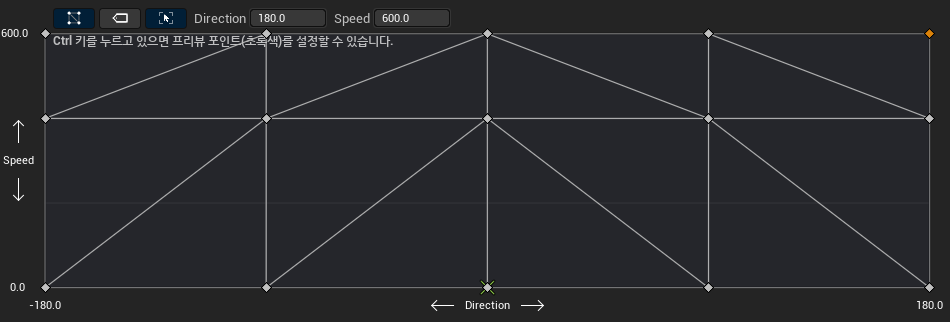 Direction 180.0 Speed 600.0
600.0
Ctrl 키를 누르고 있으면 프리뷰 포인트(초록색)를 설정할 수 있습니다.
Speed
0.0
-180.0 Direction 180.0